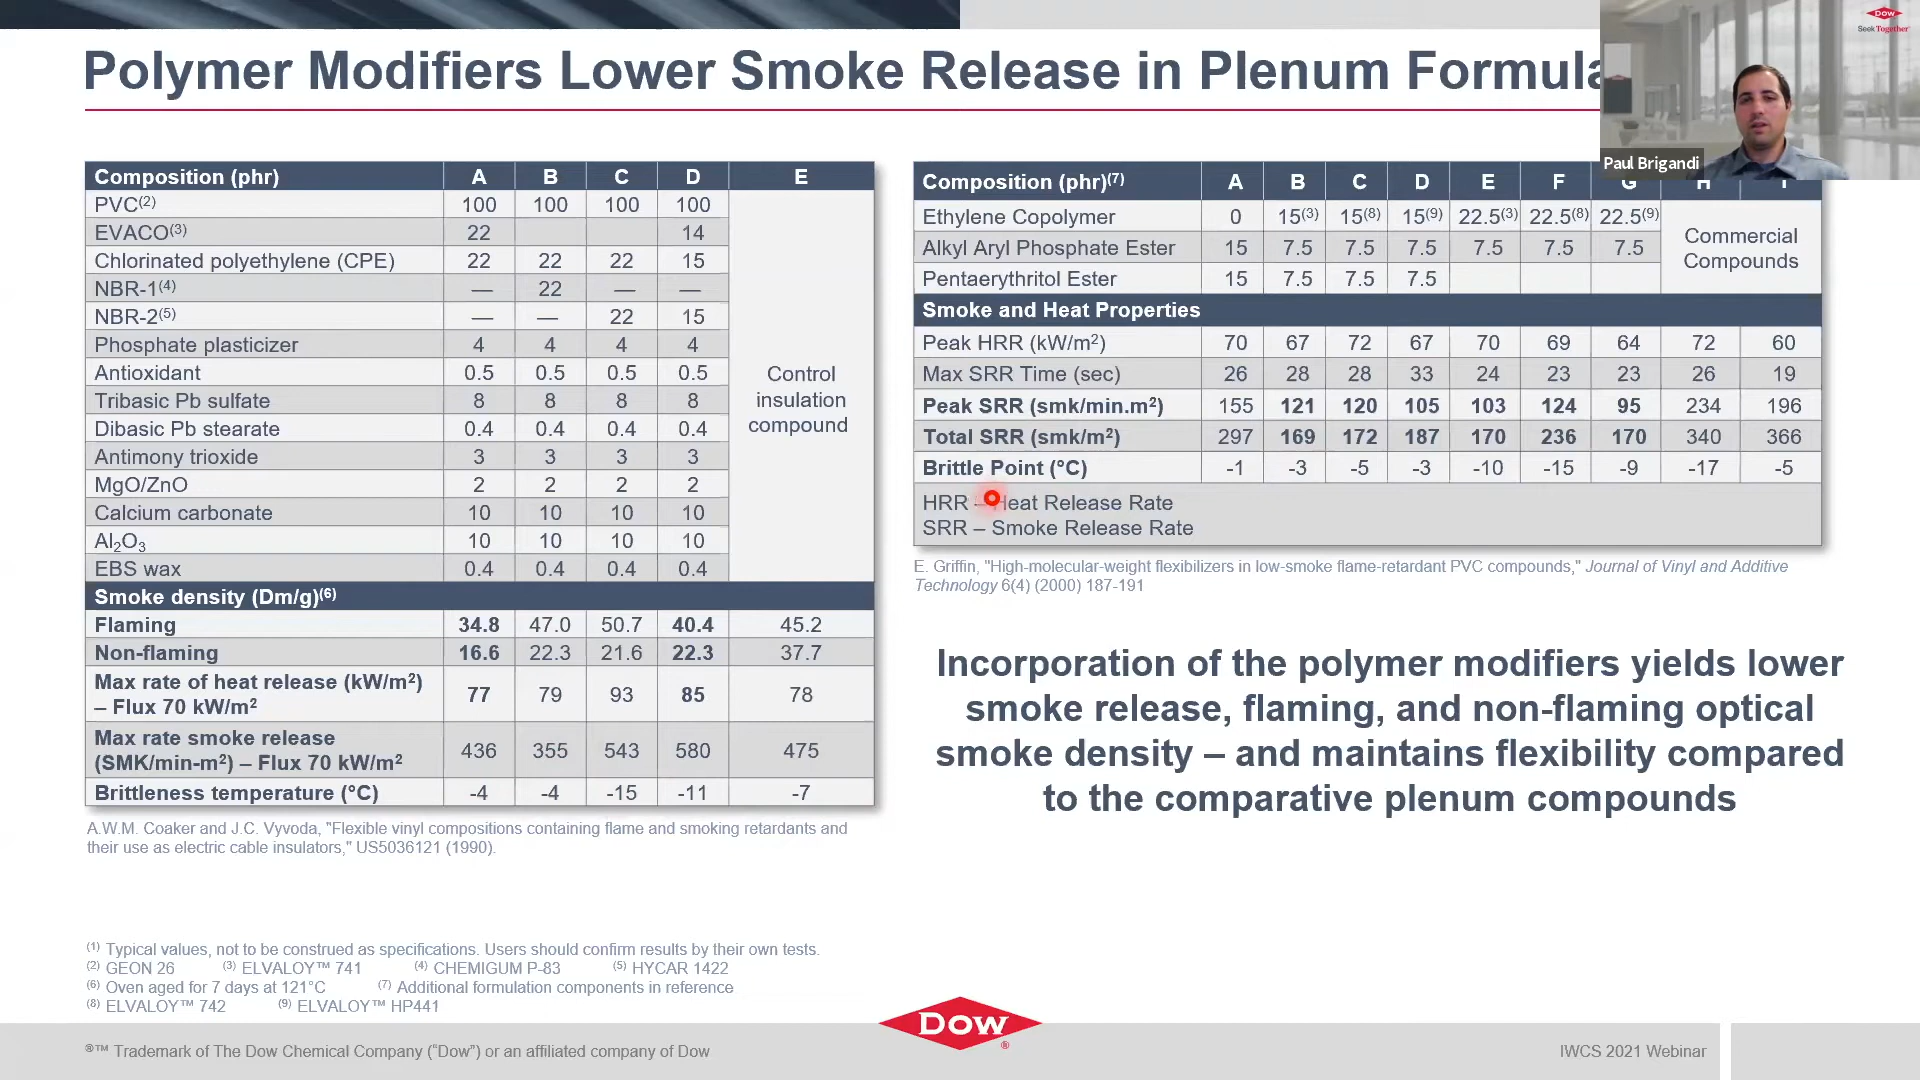 DOW
Seek Together
Polymer Modifiers Lower Smoke Release in Plenum Formula
Paul Brigandi
Composition (phr) A B C D E
PVC(2) 100 100 100 100
EVACO(3) 22 14
Chlorinated polyethylene (CPE) 22 22 22 15
NBR-1(4) — 22 — —
NBR-2(5) — — 22 15
Phosphate plasticizer 4 4 4 4
Antioxidant 0.5 0.5 0.5 0.5
Tribasic Pb sulfate 8 8 8 8
Dibasic Pb stearate 0.4 0.4 0.4 0.4
Antimony trioxide 3 3 3 3
MgO/ZnO 2 2 2 2
Calcium carbonate 10 10 10 10
Al2O3 10 10 10 10
EBS wax 0.4 0.4 0.4 0.4
Control
insulation
compound
Smoke density (Dm/g)(6)
Flaming 34.8 47.0 50.7 40.4 45.2
Non-flaming 16.6 22.3 21.6 22.3 37.7
Max rate of heat release (kW/m2)
– Flux 70 kW/m2 77 79 93 85 78
Max rate smoke release
(SMK/min-m2) – Flux 70 kW/m2 436 355 543 580 475
Brittleness temperature (°C) -4 -4 -15 -11 -7
A.W.M. Coaker and J.C. Vyvoda, "Flexible vinyl compositions containing flame and smoking retardants and
their use as electric cable insulators," US5036121 (1990).
Composition (phr)(7) A B C D E F G H I
Ethylene Copolymer 0 15(3) 15(8) 15(9) 22.5(3) 22.5(8) 22.5(9)
Alkyl Aryl Phosphate Ester 15 7.5 7.5 7.5 7.5 7.5 7.5
Pentaerythritol Ester 15 7.5 7.5 7.5
Commercial
Compounds
Smoke and Heat Properties
Peak HRR (kW/m2) 70 67 72 67 70 69 64 72 60
Max SRR Time (sec) 26 28 28 33 24 23 23 26 19
Peak SRR (smk/min.m2) 155 121 120 105 103 124 95 234 196
Total SRR (smk/m2) 297 169 172 187 170 236 170 340 366
Brittle Point (°C) -1 -3 -5 -3 -10 -15 -9 -17 -5
HRR – Heat Release Rate
SRR – Smoke Release Rate
E. Griffin, "High-molecular-weight flexibilizers in low-smoke flame-retardant PVC compounds," Journal of Vinyl and Additive
Technology 6(4) (2000) 187-191
Incorporation of the polymer modifiers yields lower
smoke release, flaming, and non-flaming optical
smoke density – and maintains flexibility compared
to the comparative plenum compounds
(1) Typical values, not to be construed as specifications. Users should confirm results by their own tests.
(2) GEON 26 (3) ELVALOY™ 741 (4) CHEMIGUM P-83 (5) HYCAR 1422
(6) Oven aged for 7 days at 121°C (7) Additional formulation components in reference
(8) ELVALOY™ 742 (9) ELVALOY™ HP441
DOW®
®™ Trademark of The Dow Chemical Company ("Dow") or an affiliated company of Dow
IWCS 2021 Webinar